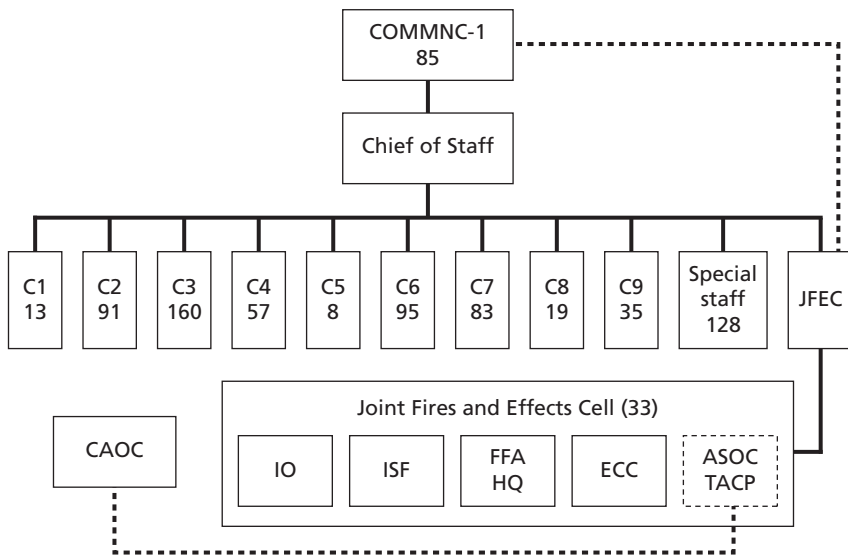 COMMNC-1
85
Chief of Staff
C1
13
C2
91
C3
160
C4
57
C5
8
C6
95
C7
83
C8
19
C9
35
Special
staff
128
JFEC
Joint Fires and Effects Cell (33)
CAOC
IO
ISF
FFA
HQ
ECC
ASOC
TACP